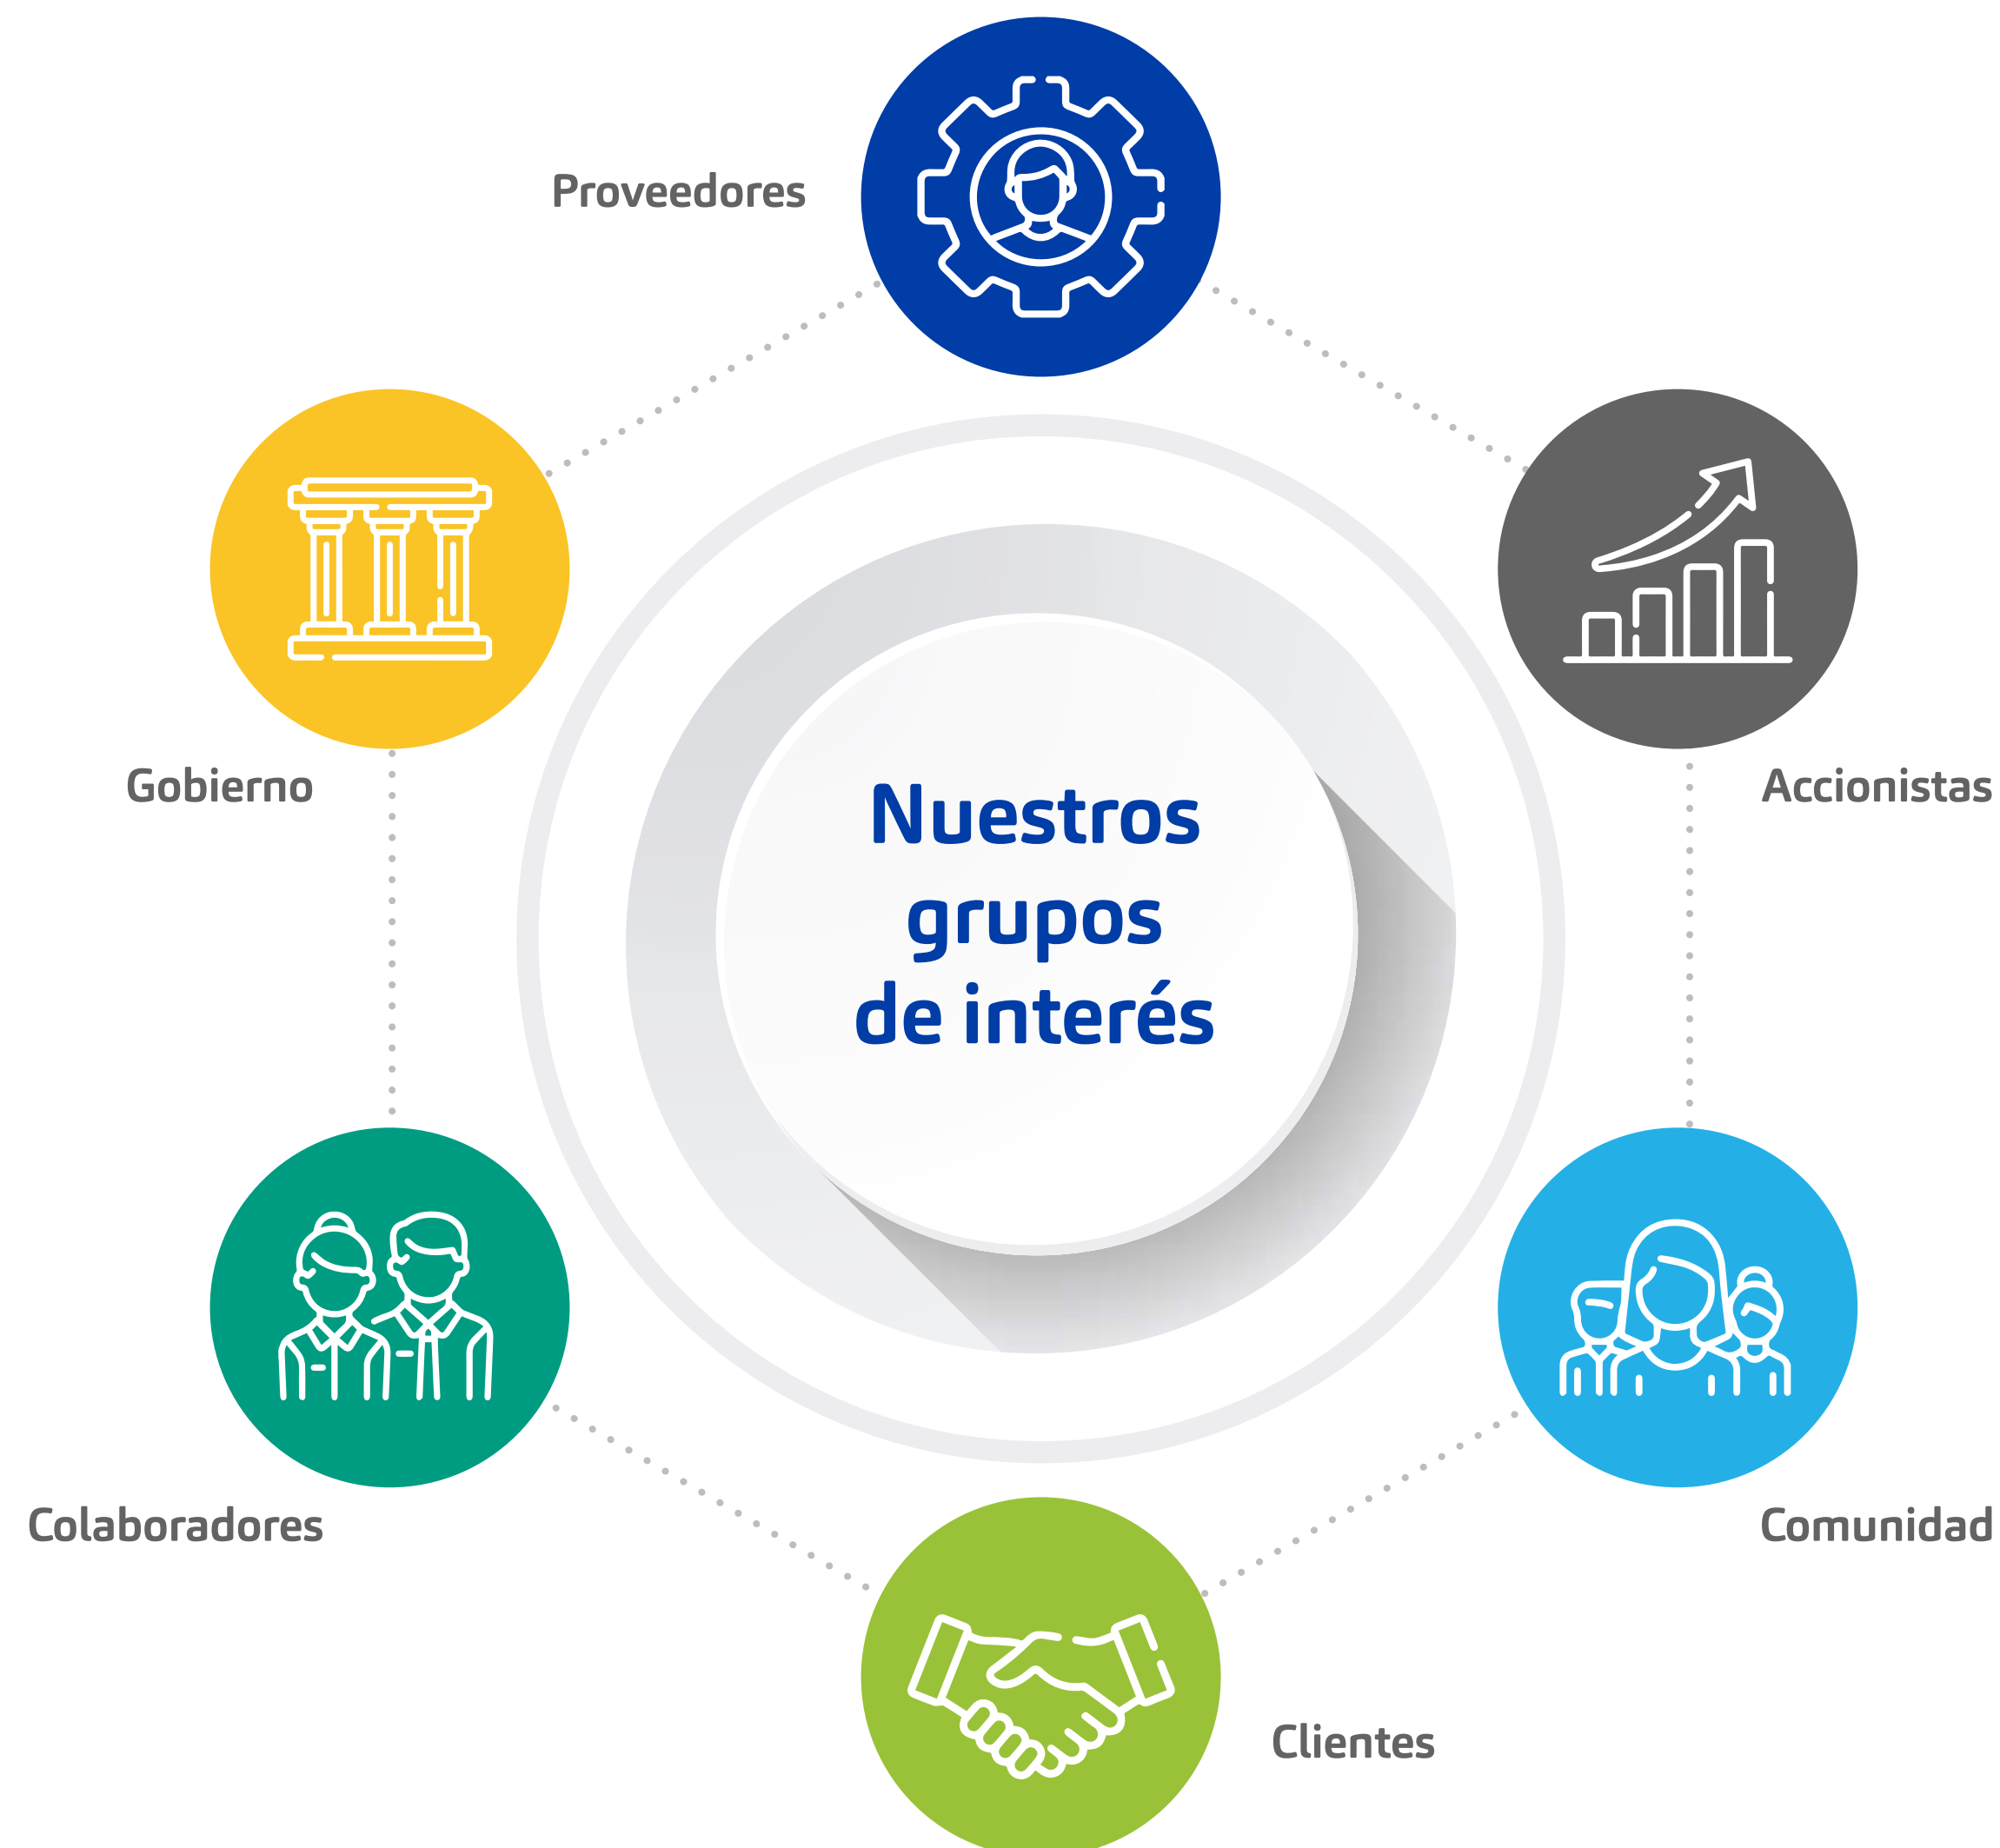 Proveedores
Gobierno
Accionistas
Nuestros
grupos
de interés
Colaboradores
Comunidad
Clientes